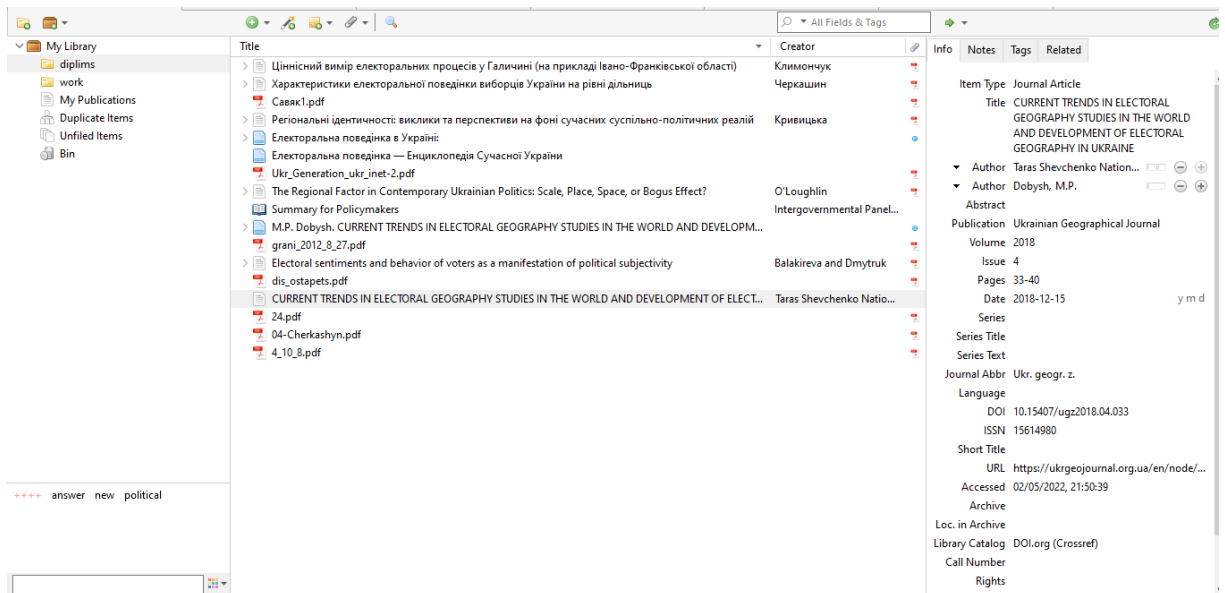 All Fields & Tags
My Library
diplims
work
My Publications
Duplicate Items
Unfiled Items
Bin
++++ answer new political
Title Creator
Ціннісний вимір електоральних процесів у Галичині (на прикладі Івано-Франківської області) Климончук
Характеристики електоральної поведінки виборців України на рівні дільниць Черкашин
Савяк1.pdf
Регіональні ідентичності: виклики та перспективи на фоні сучасних суспільно-політичних реалій Кривицька
Електоральна поведінка в Україні:
Електоральна поведінка — Енциклопедія Сучасної України
Ukr_Generation_ukr_inet-2.pdf
The Regional Factor in Contemporary Ukrainian Politics: Scale, Place, Space, or Bogus Effect? O'Loughlin
Summary for Policymakers Intergovernmental Panel...
M.P. Dobysh. CURRENT TRENDS IN ELECTORAL GEOGRAPHY STUDIES IN THE WORLD AND DEVELOPM...
grani_2012_8_27.pdf
Electoral sentiments and behavior of voters as a manifestation of political subjectivity Balakireva and Dmytruk
dis_ostapets.pdf
CURRENT TRENDS IN ELECTORAL GEOGRAPHY STUDIES IN THE WORLD AND DEVELOPMENT OF ELECT... Taras Shevchenko Natio...
24.pdf
04-Cherkashyn.pdf
4_10_8.pdf
Info Notes Tags Related
Item Type Journal Article
Title CURRENT TRENDS IN ELECTORAL
GEOGRAPHY STUDIES IN THE WORLD
AND DEVELOPMENT OF ELECTORAL
GEOGRAPHY IN UKRAINE
Author Taras Shevchenko Nation...
Author Dobysh, M.P.
Abstract
Publication Ukrainian Geographical Journal
Volume 2018
Issue 4
Pages 33-40
Date 2018-12-15 y m d
Series
Series Title
Series Text
Journal Abbr Ukr. geogr. z.
Language
DOI 10.15407/ugz2018.04.033
ISSN 15614980
Short Title
URL https://ukrgeojournal.org.ua/en/node/...
Accessed 02/05/2022, 21:50:39
Archive
Loc. in Archive
Library Catalog DOI.org (Crossref)
Call Number
Rights